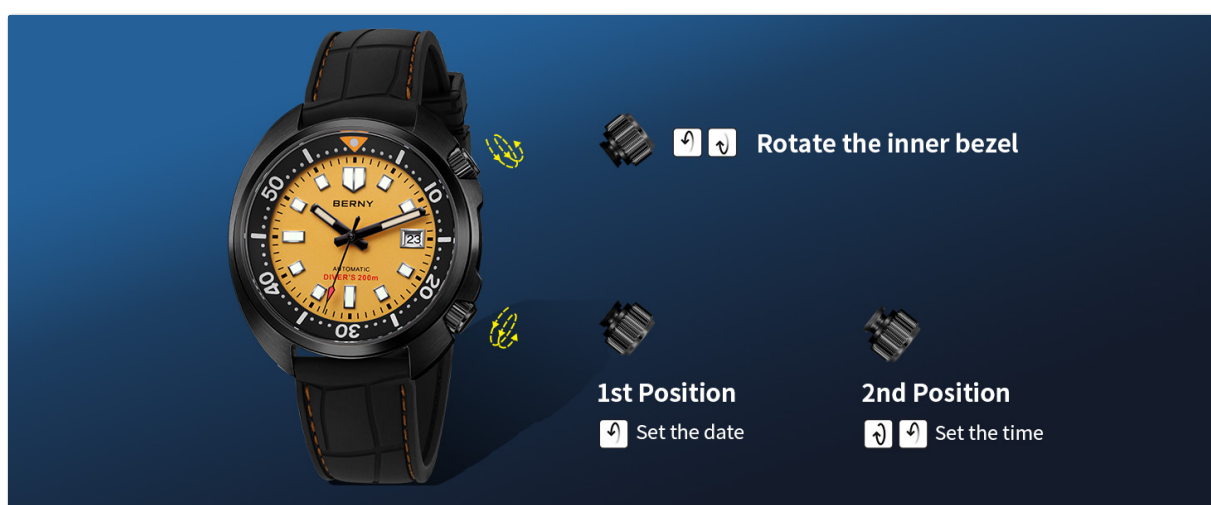 50
10
BERNY
23
AUTOMATIC
DIVER'S 200m
40
20
30
Rotate the inner bezel
1st Position
2nd Position
Set the date
Set the time